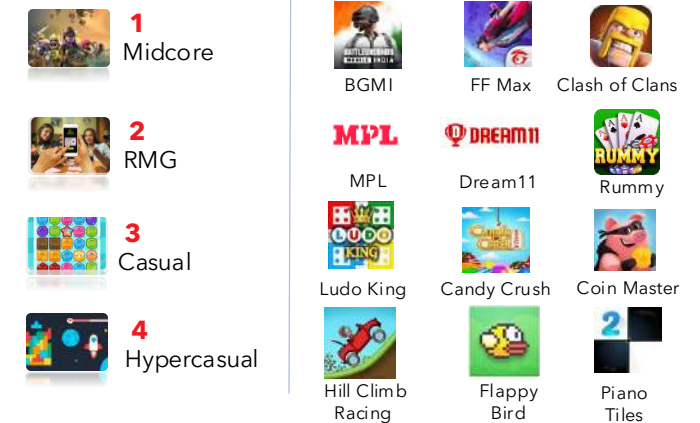 1
Midcore
BATTLEGROUNDS
MOBILE INDIA
BGMI
FF Max
Clash of Clans
2
RMG
MPL
MPL
DREAM11
Dream11
RUMMY
Rummy
3
Casual
LUDO
KING
Ludo King
Candy
Crush
Candy Crush
Coin Master
4
Hypercasual
Hill Climb
Racing
Flappy
Bird
2
Piano
Tiles